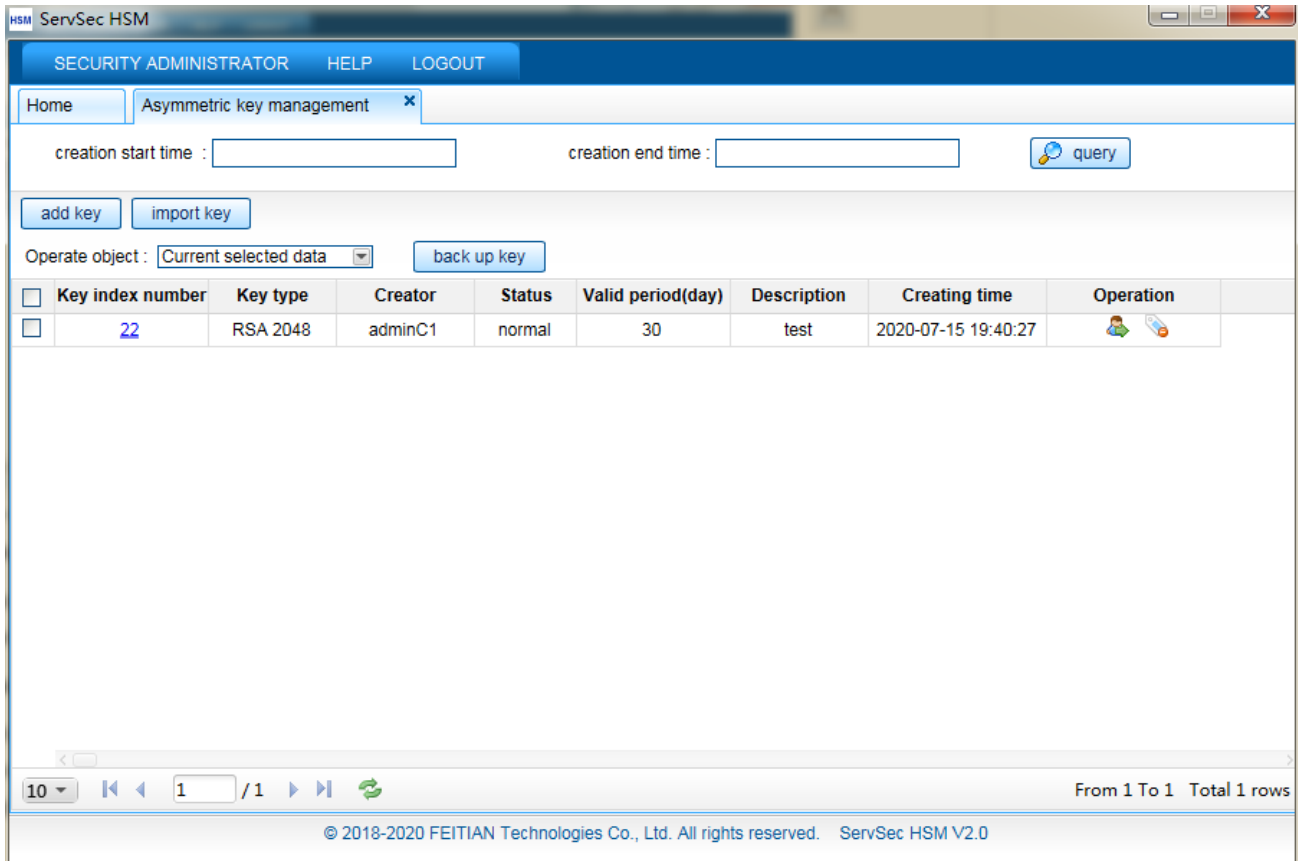 HSM ServSec HSM
SECURITY ADMINISTRATOR HELP LOGOUT
Home Asymmetric key management
creation start time : creation end time : query
add key import key
Operate object : Current selected data back up key
Key index number Key type Creator Status Valid period(day) Description Creating time Operation
22 RSA 2048 adminC1 normal 30 test 2020-07-15 19:40:27
10 1 / 1 From 1 To 1 Total 1 rows
© 2018-2020 FEITIAN Technologies Co., Ltd. All rights reserved. ServSec HSM V2.0